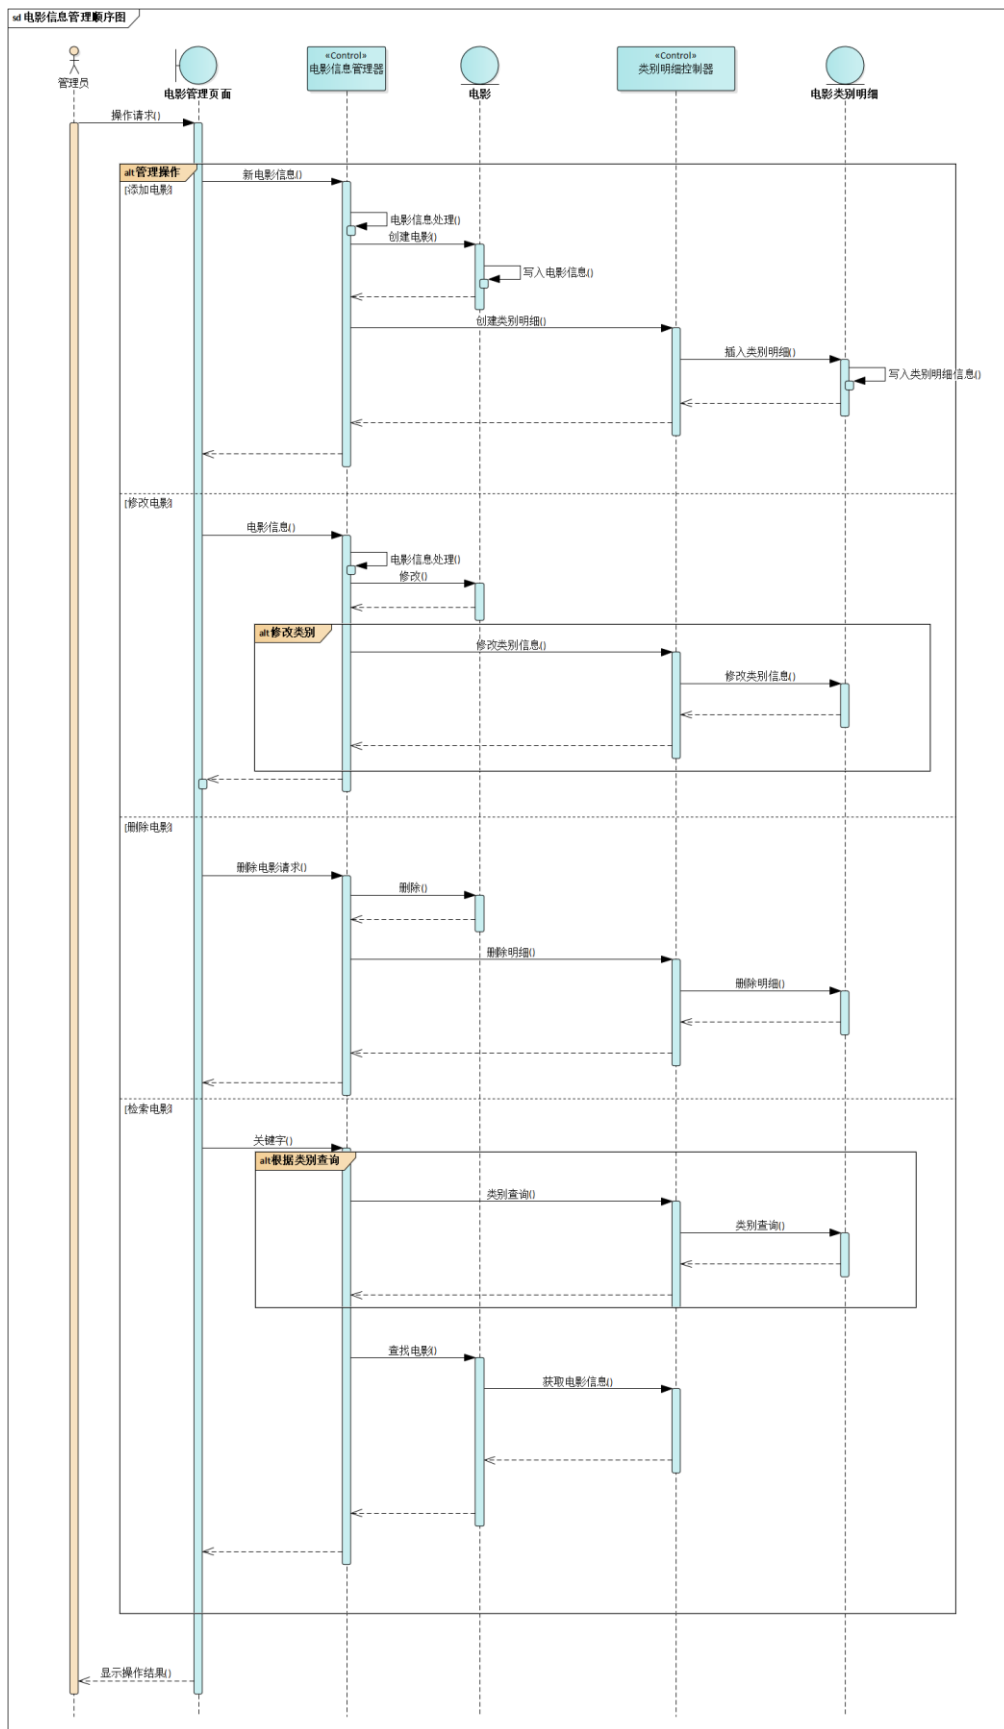 sd 电影信息管理顺序图
«Control»
«Control»
管理员
电影管理页面
电影信息管理器
电影
类别明细控制器
电影类别明细
操作请求()
alt 管理操作
[添加电影]
新电影信息()
电影信息处理()
创建电影()
写入电影信息()
创建类别明细()
插入类别明细()
写入类别明细信息()
[修改电影]
电影信息()
电影信息处理()
修改()
alt 修改类别
修改类别信息()
修改类别信息()
[删除电影]
删除电影请求()
删除()
删除明细()
删除明细()
[检索电影]
关键字()
alt 根据类别查询
类别查询()
类别查询()
查找电影()
获取电影信息()
显示操作结果()